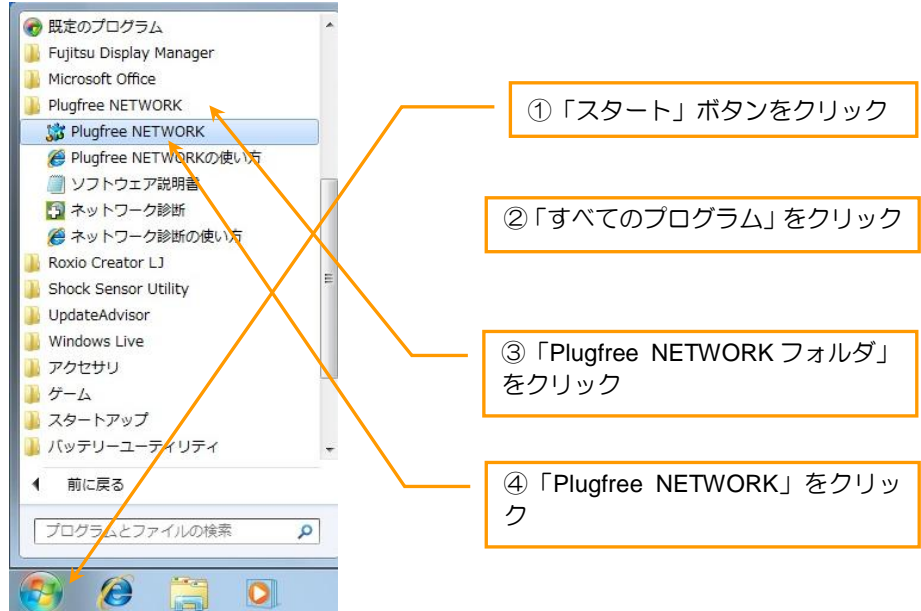 既定のプログラム
Fujitsu Display Manager
Microsoft Office
Plugfree NETWORK
Plugfree NETWORK
Plugfree NETWORKの使い方
ソフトウェア説明書
ネットワーク診断
ネットワーク診断の使い方
Roxio Creator LJ
Shock Sensor Utility
UpdateAdvisor
Windows Live
アクセサリ
ゲーム
スタートアップ
バッテリーユーティリティ
前に戻る
プログラムとファイルの検索
①「スタート」ボタンをクリック
②「すべてのプログラム」をクリック
③「Plugfree NETWORK フォルダ」
をクリック
④「Plugfree NETWORK」をクリッ
ク